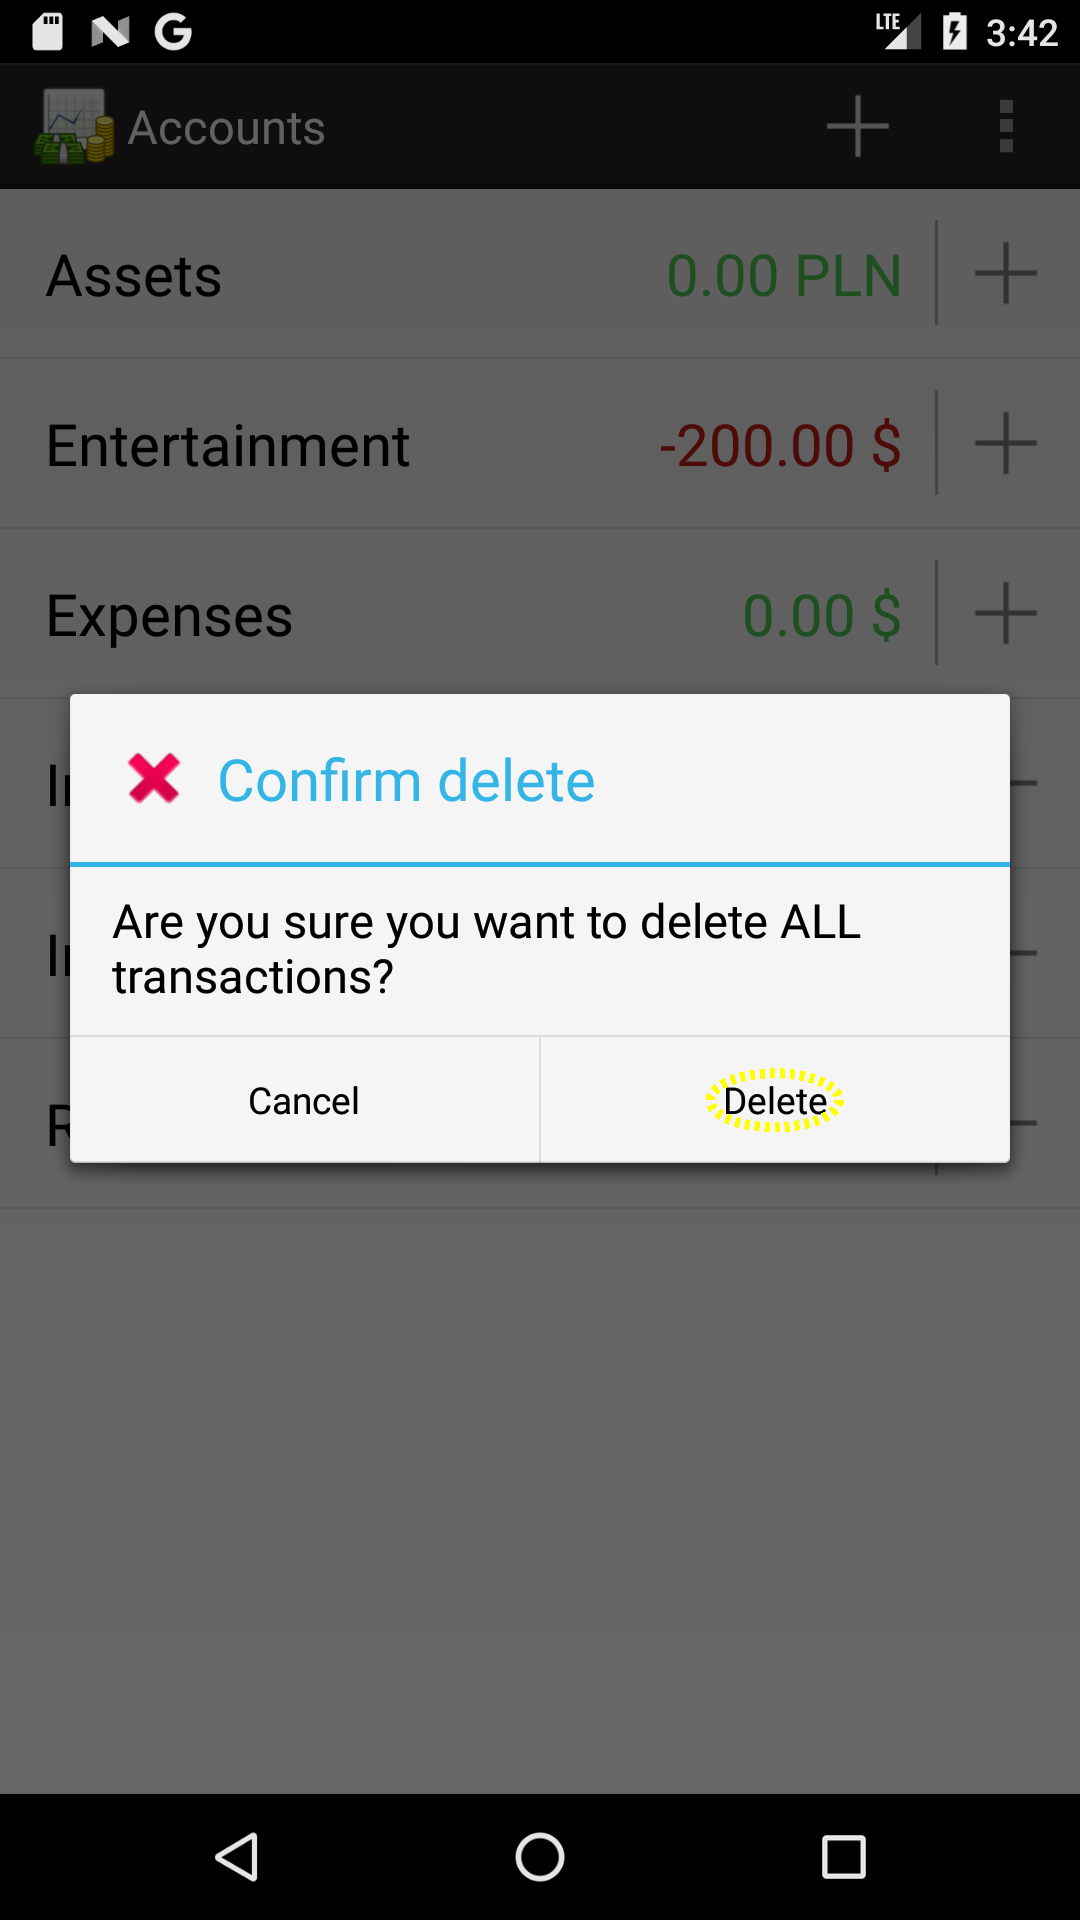 LTE 3:42
Accounts
Assets 0.00 PLN
Entertainment -200.00 $
Expenses 0.00 $
Confirm delete
Are you sure you want to delete ALL
transactions?
Cancel Delete